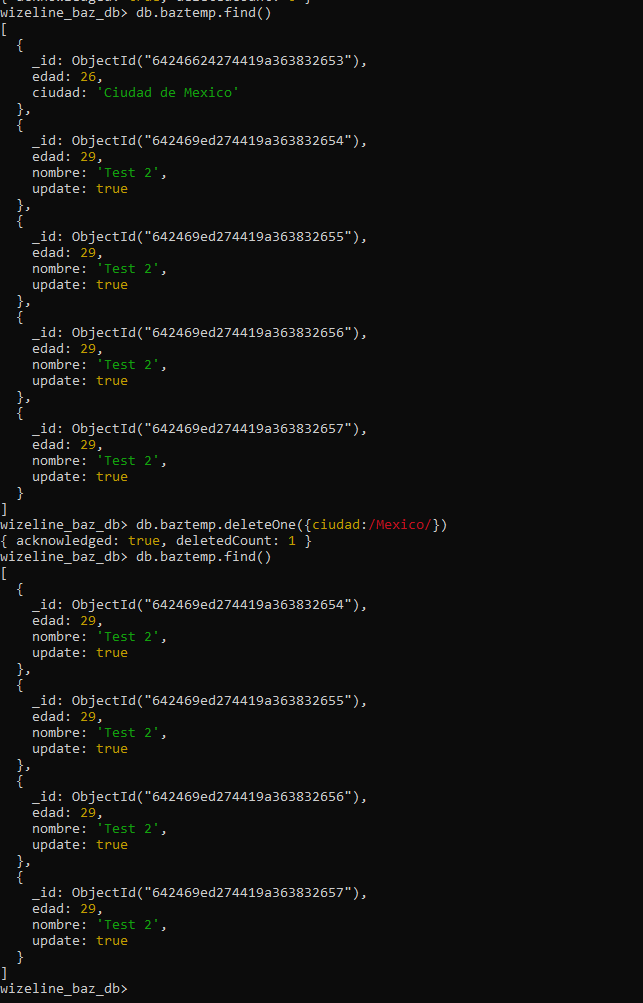 { acknowledged: true, deletedCount: 0 }
wizeline_baz_db> db.baztemp.find()
[
  {
    _id: ObjectId("64246624274419a363832653"),
    edad: 26,
    ciudad: 'Ciudad de Mexico'
  },
  {
    _id: ObjectId("642469ed274419a363832654"),
    edad: 29,
    nombre: 'Test 2',
    update: true
  },
  {
    _id: ObjectId("642469ed274419a363832655"),
    edad: 29,
    nombre: 'Test 2',
    update: true
  },
  {
    _id: ObjectId("642469ed274419a363832656"),
    edad: 29,
    nombre: 'Test 2',
    update: true
  },
  {
    _id: ObjectId("642469ed274419a363832657"),
    edad: 29,
    nombre: 'Test 2',
    update: true
  }
]
wizeline_baz_db> db.baztemp.deleteOne({ciudad:/Mexico/})
{ acknowledged: true, deletedCount: 1 }
wizeline_baz_db> db.baztemp.find()
[
  {
    _id: ObjectId("642469ed274419a363832654"),
    edad: 29,
    nombre: 'Test 2',
    update: true
  },
  {
    _id: ObjectId("642469ed274419a363832655"),
    edad: 29,
    nombre: 'Test 2',
    update: true
  },
  {
    _id: ObjectId("642469ed274419a363832656"),
    edad: 29,
    nombre: 'Test 2',
    update: true
  },
  {
    _id: ObjectId("642469ed274419a363832657"),
    edad: 29,
    nombre: 'Test 2',
    update: true
  }
]
wizeline_baz_db>